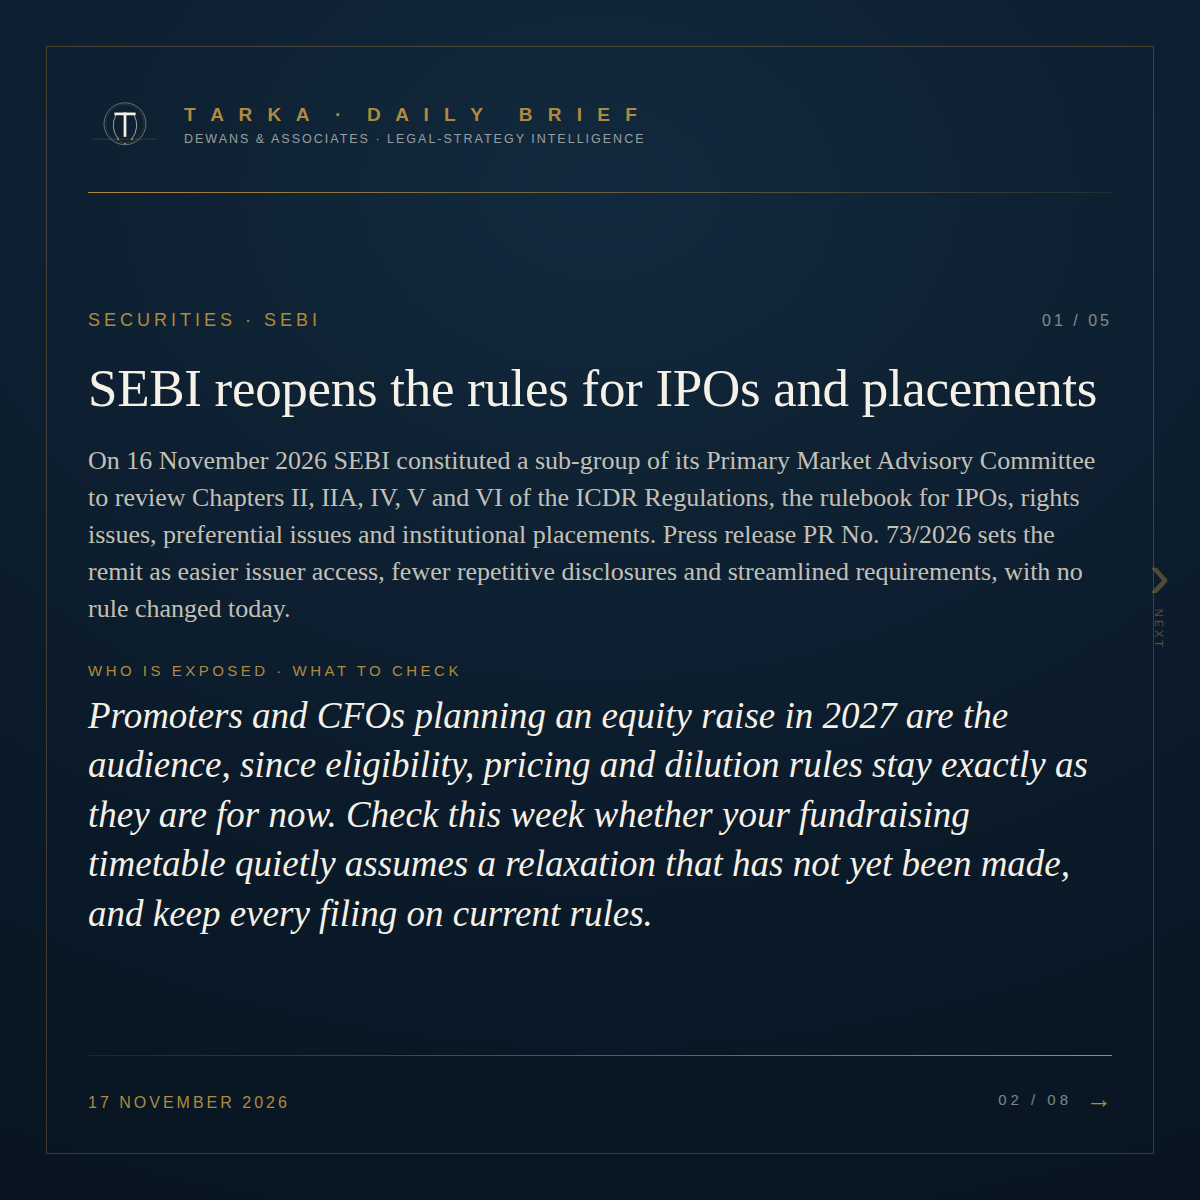 T
TARKA · DAILY BRIEF
DEWANS & ASSOCIATES · LEGAL-STRATEGY INTELLIGENCE
SECURITIES · SEBI
01 / 05
SEBI reopens the rules for IPOs and placements
On 16 November 2026 SEBI constituted a sub-group of its Primary Market Advisory Committee
to review Chapters II, IIA, IV, V and VI of the ICDR Regulations, the rulebook for IPOs, rights
issues, preferential issues and institutional placements. Press release PR No. 73/2026 sets the
remit as easier issuer access, fewer repetitive disclosures and streamlined requirements, with no
rule changed today.
NEXT
WHO IS EXPOSED · WHAT TO CHECK
Promoters and CFOs planning an equity raise in 2027 are the
audience, since eligibility, pricing and dilution rules stay exactly as
they are for now. Check this week whether your fundraising
timetable quietly assumes a relaxation that has not yet been made,
and keep every filing on current rules.
17 NOVEMBER 2026
02 / 08 →